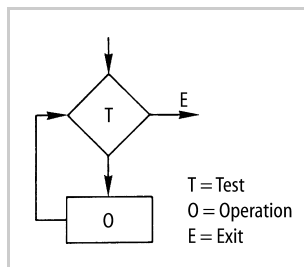 E
T
O
T = Test
O = Operation
E = Exit